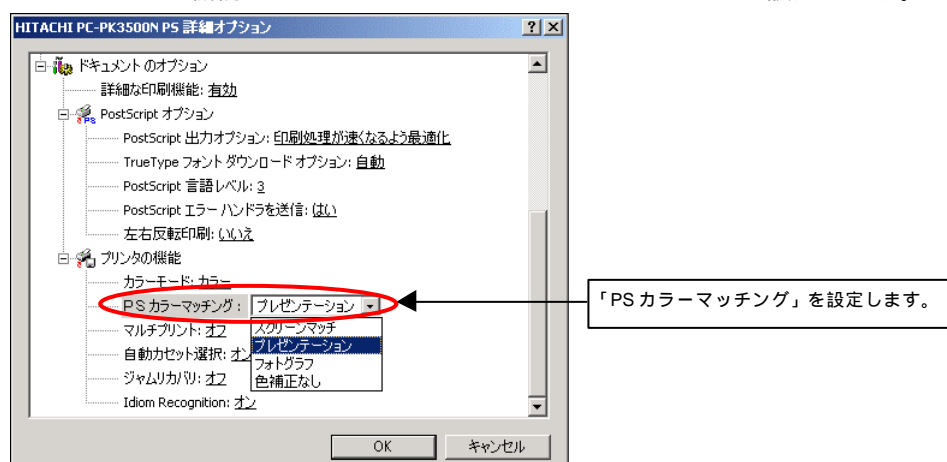 HITACHI PC-PK3500N PS 詳細オプション
ドキュメントのオプション
詳細な印刷機能: 有効
PostScript オプション
PostScript 出力オプション: 印刷処理が速くなるよう最適化
TrueType フォント ダウンロード オプション: 自動
PostScript 言語レベル: 3
PostScript エラー ハンドラを送信: はい
左右反転印刷: いいえ
プリンタの機能
カラーモード: カラー
PSカラーマッチング: プレゼンテーション
「PSカラーマッチング」を設定します。
マルチプリント: オフ
スクリーンマッチ
プレゼンテーション
自動カセット選択: オン
フォトグラフ
ジャムリカバリ: オフ
色補正なし
Idiom Recognition: オン
OK
キャンセル